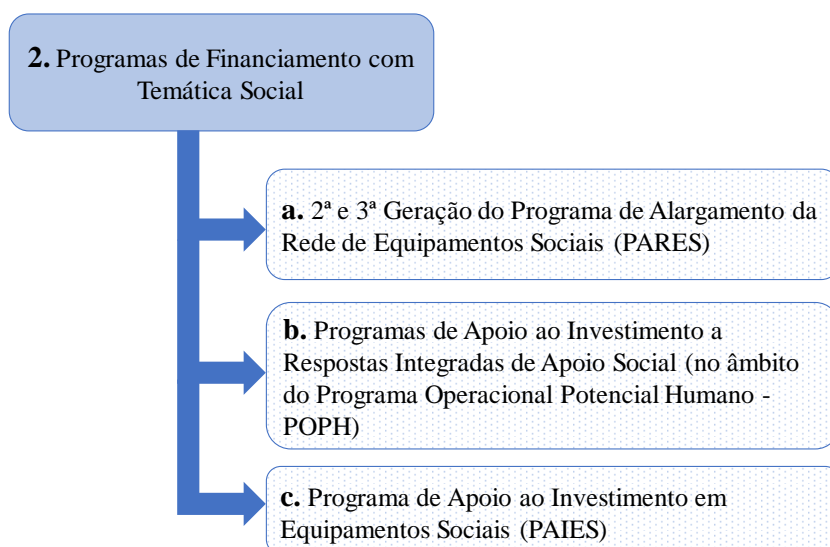 2. Programas de Financiamento com
Temática Social
a. 2ª e 3ª Geração do Programa de Alargamento da
Rede de Equipamentos Sociais (PARES)
b. Programas de Apoio ao Investimento a
Respostas Integradas de Apoio Social (no âmbito
do Programa Operacional Potencial Humano -
POPH)
c. Programa de Apoio ao Investimento em
Equipamentos Sociais (PAIES)